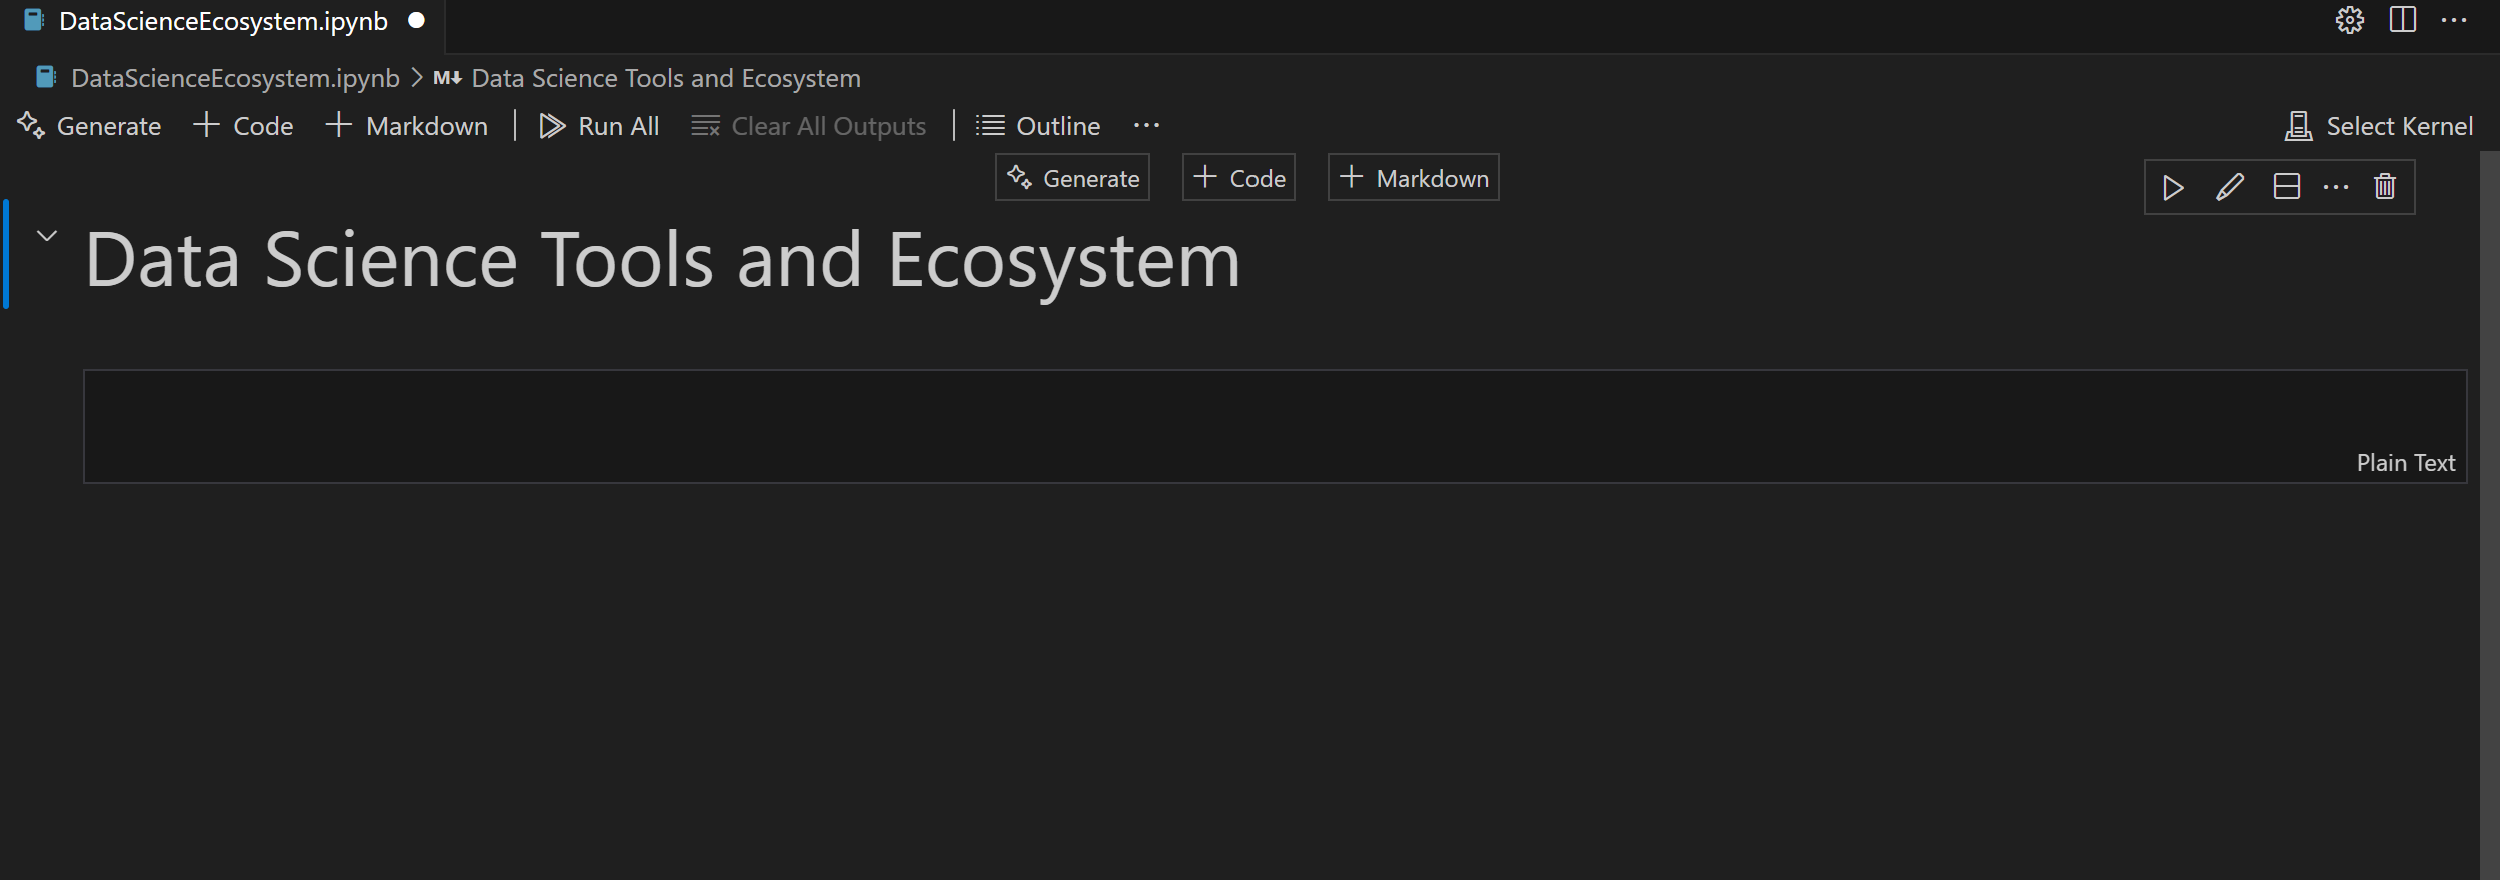 DataScienceEcosystem.ipynb
DataScienceEcosystem.ipynb > M↓ Data Science Tools and Ecosystem
Generate + Code + Markdown | Run All Clear All Outputs | Outline ... Select Kernel
Generate + Code + Markdown
Data Science Tools and Ecosystem
Plain Text